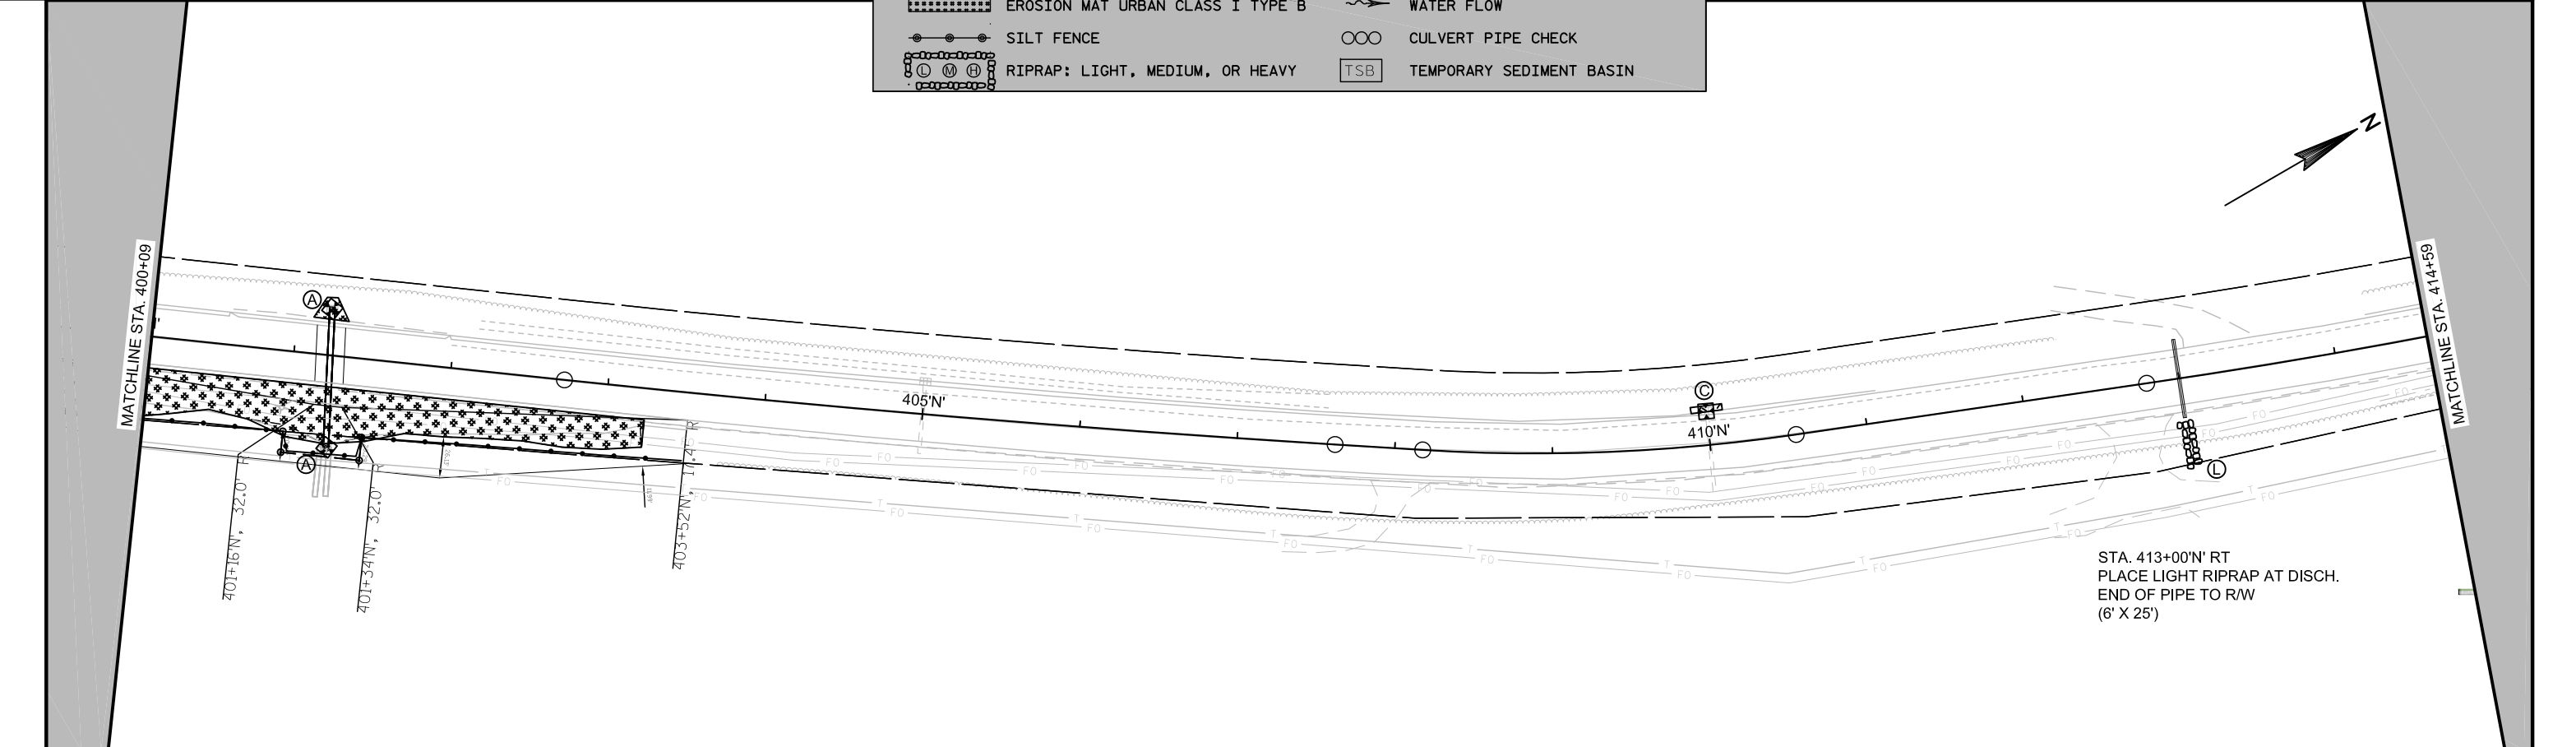 EROSION MAT URBAN CLASS I TYPE B
WATER FLOW
SILT FENCE
CULVERT PIPE CHECK
L M H
RIPRAP: LIGHT, MEDIUM, OR HEAVY
TSB
TEMPORARY SEDIMENT BASIN
N
MATCHLINE STA. 400+09
MATCHLINE STA. 414+59
A
A
C
L
405'N'
410'N'
R
R
R
401+16'N', 32.0'
401+34'N', 32.0'
403+52'N', 17.4'
FO
T
STA. 413+00'N' RT
PLACE LIGHT RIPRAP AT DISCH.
END OF PIPE TO R/W
(6' X 25')